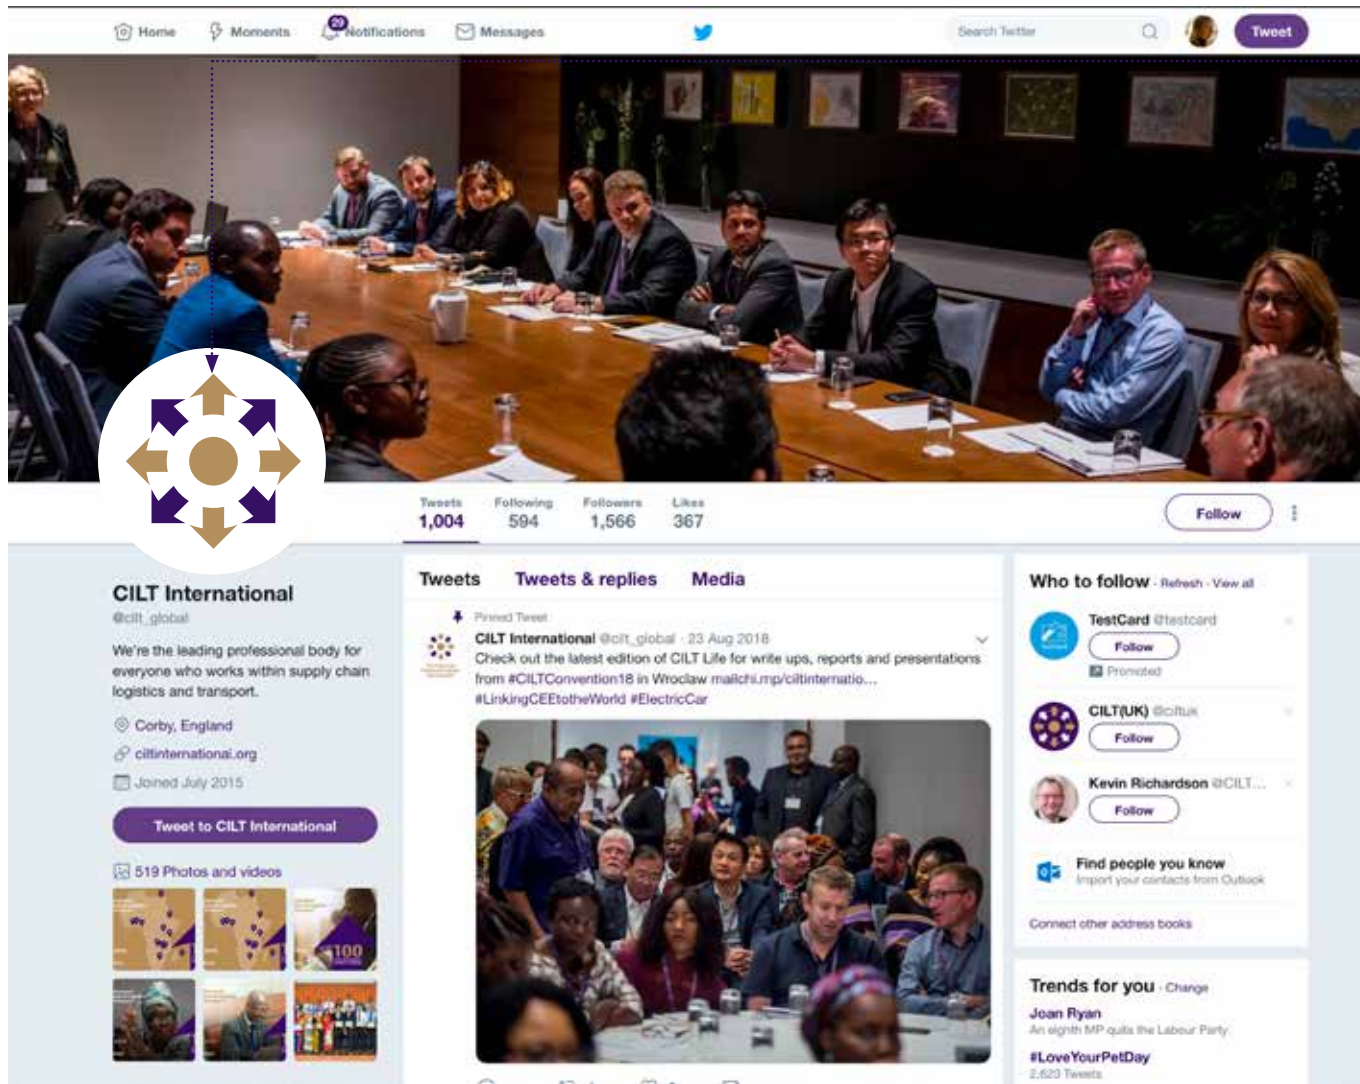 Home
Moments
29
Notifications
Messages
Search Twitter
Tweet
Tweets
1,004
Following
594
Followers
1,566
Likes
367
Follow
CILT International
@cilt_global
We're the leading professional body for
everyone who works within supply chain
logistics and transport.
Corby, England
ciltinternational.org
Joined July 2015
Tweet to CILT International
519 Photos and videos
100
Tweets
Tweets & replies
Media
Pinned Tweet
CILT International @cilt_global · 23 Aug 2018
Check out the latest edition of CILT Life for write ups, reports and presentations
from #CILTConvention18 in Wroclaw mailchi.mp/ciltinternatio...
#LinkingCEEtotheWorld #ElectricCar
Who to follow · Refresh · View all
TestCard @testcard
Follow
Promoted
CILT(UK) @ciltuk
Follow
Kevin Richardson @CILT...
Follow
Find people you know
Import your contacts from Outlook
Connect other address books
Trends for you · Change
Joan Ryan
An eighth MP quits the Labour Party
#LoveYourPetDay
2,623 Tweets